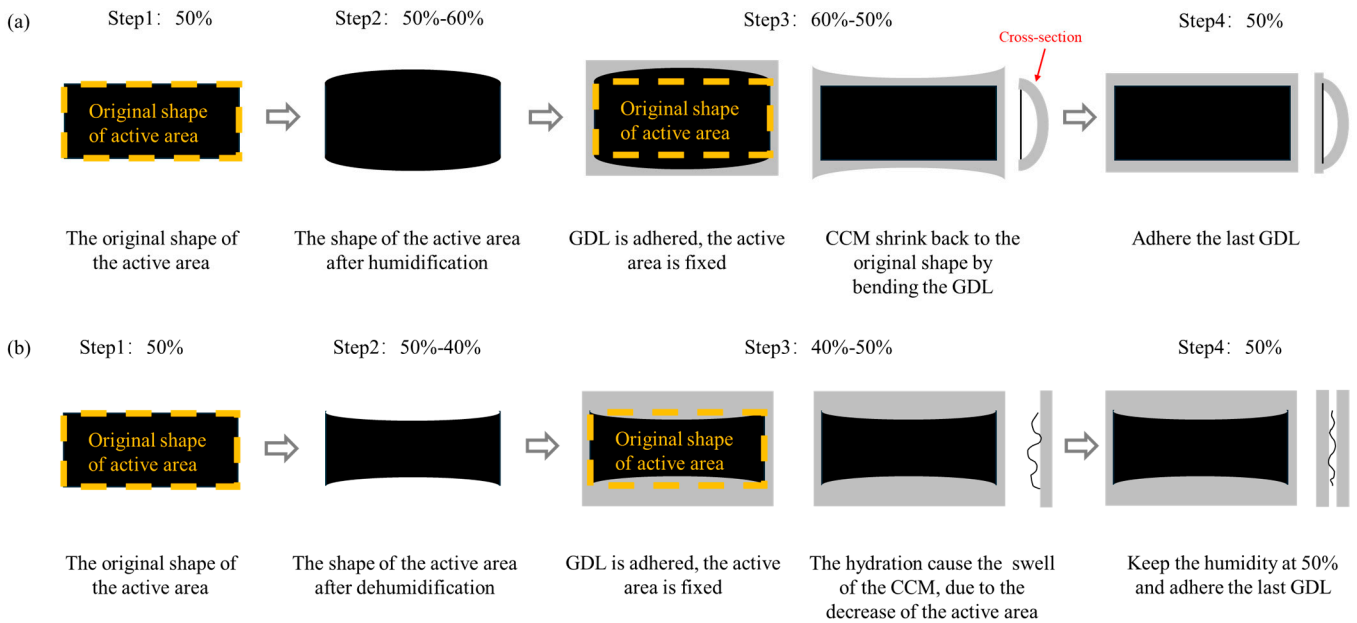 (a)
Step1: 50%
Step2: 50%-60%
Step3: 60%-50%
Step4: 50%
Cross-section
Original shape
of active area
Original shape
of active area
The original shape of
the active area
The shape of the active area
after humidification
GDL is adhered, the active
area is fixed
CCM shrink back to the
original shape by
bending the GDL
Adhere the last GDL
(b)
Step1: 50%
Step2: 50%-40%
Step3: 40%-50%
Step4: 50%
Original shape
of active area
Original shape
of active area
The original shape of
the active area
The shape of the active area
after dehumidification
GDL is adhered, the active
area is fixed
The hydration cause the swell
of the CCM, due to the
decrease of the active area
Keep the humidity at 50%
and adhere the last GDL